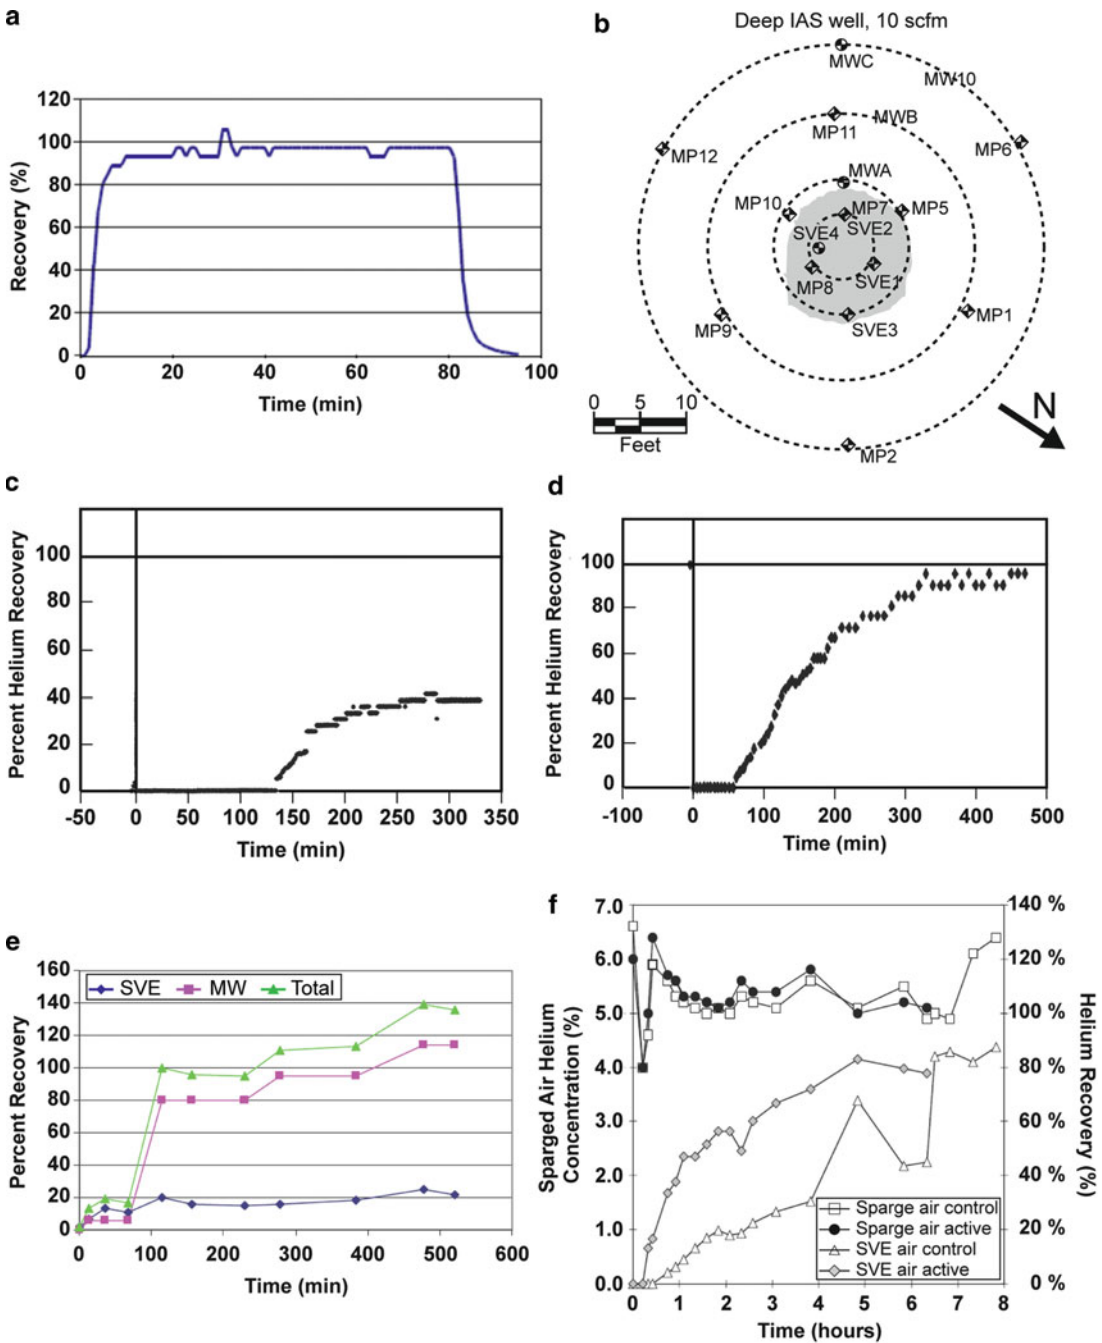 a
120
100
80
60
40
20
0
Recovery (%)
0 20 40 60 80 100
Time (min)
b
Deep IAS well, 10 scfm
MWC
MW10
MWB
MP11
MP6
MP12
MWA
MP10
MP7
MP5
SVE4
SVE2
MP8
SVE1
MP9
SVE3
MP1
MP2
0 5 10
Feet
N
c
Percent Helium Recovery
100
80
60
40
20
0
-50 0 50 100 150 200 250 300 350
Time (min)
d
Percent Helium Recovery
100
80
60
40
20
0
-100 0 100 200 300 400 500
Time (min)
e
Percent Recovery
160
140
120
100
80
60
40
20
0
SVE MW Total
0 100 200 300 400 500 600
Time (min)
f
Sparged Air Helium
Concentration (%)
7.0
6.0
5.0
4.0
3.0
2.0
1.0
0.0
140 %
120 %
100 %
80 %
60 %
40 %
20 %
0 %
Helium Recovery
(%)
Sparge air control
Sparge air active
SVE air control
SVE air active
0 1 2 3 4 5 6 7 8
Time (hours)